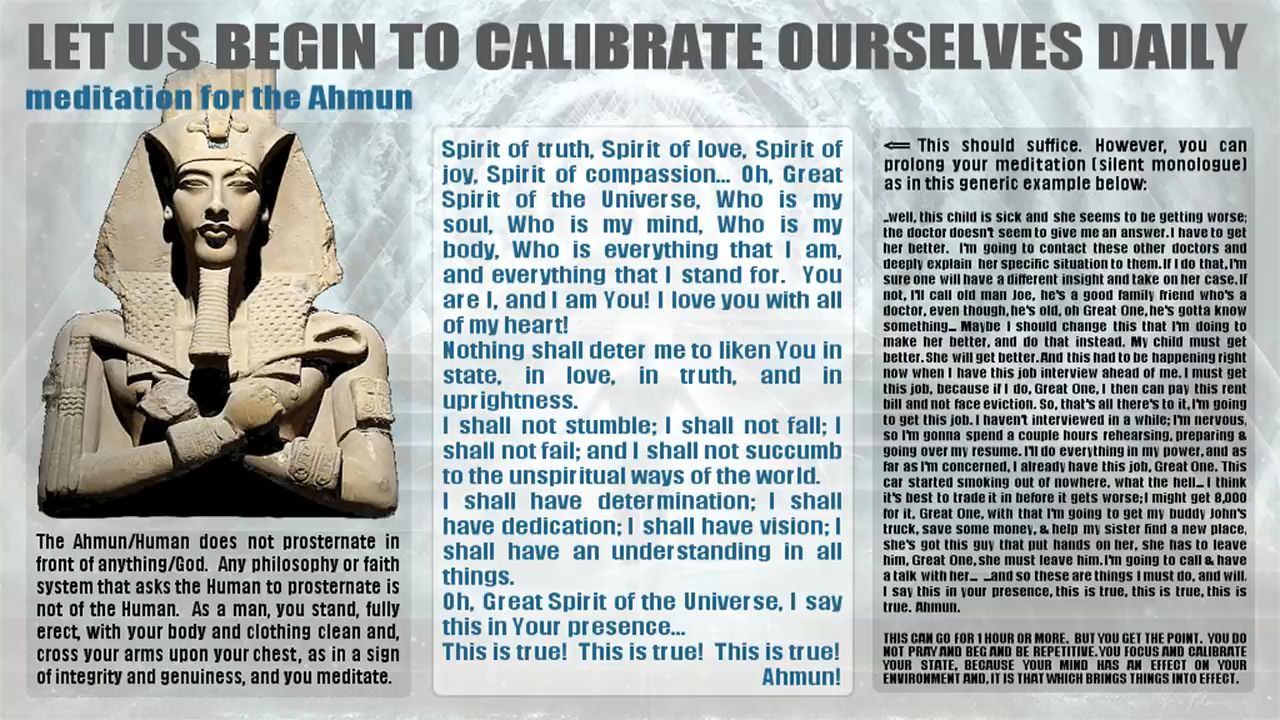 LET US BEGIN TO CALIBRATE OURSELVES DAILY
meditation for the Ahmun
The Ahmun/Human does not prosternate in
front of anything/God. Any philosophy or faith
system that asks the Human to prosternate is
not of the Human. As a man, you stand, fully
erect, with your body and clothing clean and,
cross your arms upon your chest, as in a sign
of integrity and genuiness, and you meditate.
Spirit of truth, Spirit of love, Spirit of
joy, Spirit of compassion... Oh, Great
Spirit of the Universe, Who is my
soul, Who is my mind, Who is my
body, Who is everything that I am,
and everything that I stand for. You
are I, and I am You! I love you with all
of my heart!
Nothing shall deter me to liken You in
state, in love, in truth, and in
uprightness.
I shall not stumble; I shall not fall; I
shall not fail; and I shall not succumb
to the unspiritual ways of the world.
I shall have determination; I shall
have dedication; I shall have vision; I
shall have an understanding in all
things.
Oh, Great Spirit of the Universe, I say
this in Your presence...
This is true! This is true! This is true!
Ahmun!
⇐ This should suffice. However, you can
prolong your meditation (silent monologue)
as in this generic example below:
...well, this child is sick and she seems to be getting worse;
the doctor doesn't seem to give me an answer. I have to get
her better. I'm going to contact these other doctors and
deeply explain her specific situation to them. If I do that, I'm
sure one will have a different insight and take on her case. If
not, I'll call old man Joe, he's a good family friend who's a
doctor, even though, he's old, oh Great One, he's gotta know
something... Maybe I should change this that I'm doing to
make her better, and do that instead. My child must get
better. She will get better. And this had to be happening right
now when I have this job interview ahead of me. I must get
this job, because if I do, Great One, I then can pay this rent
bill and not face eviction. So, that's all there's to it, I'm going
to get this job. I haven't interviewed in a while; I'm nervous,
so I'm gonna spend a couple hours rehearsing, preparing &
going over my resume. I'll do everything in my power, and as
far as I'm concerned, I already have this job, Great One. This
car started smoking out of nowhere, what the hell... I think
it's best to trade it in before it gets worse; I might get 8,000
for it, Great One, with that I'm going to get my buddy John's
truck, save some money, & help my sister find a new place,
she's got this guy that put hands on her, she has to leave
him, Great One, she must leave him. I'm going to call & have
a talk with her... ...and so these are things I must do, and will.
I say this in your presence, this is true, this is true, this is
true. Ahmun.
THIS CAN GO FOR 1 HOUR OR MORE. BUT YOU GET THE POINT. YOU DO
NOT PRAY AND BEG AND BE REPETITIVE. YOU FOCUS AND CALIBRATE
YOUR STATE, BECAUSE YOUR MIND HAS AN EFFECT ON YOUR
ENVIRONMENT AND, IT IS THAT WHICH BRINGS THINGS INTO EFFECT.